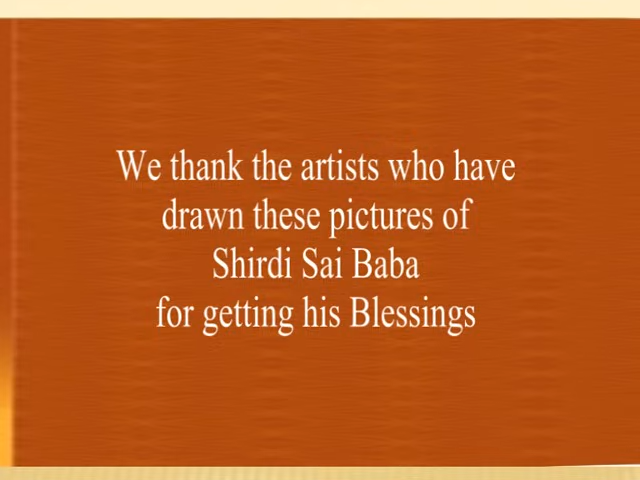 We thank the artists who have
drawn these pictures of
Shirdi Sai Baba
for getting his Blessings